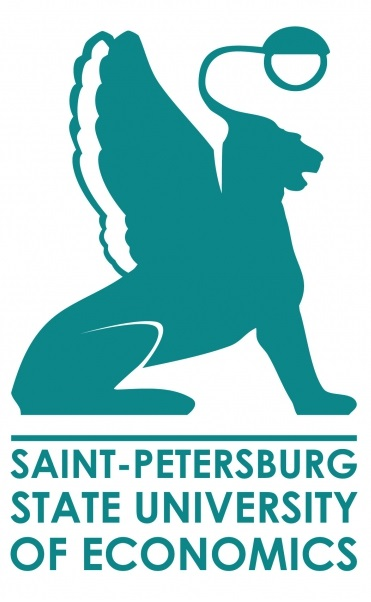 SAINT-PETERSBURG
STATE UNIVERSITY
OF ECONOMICS